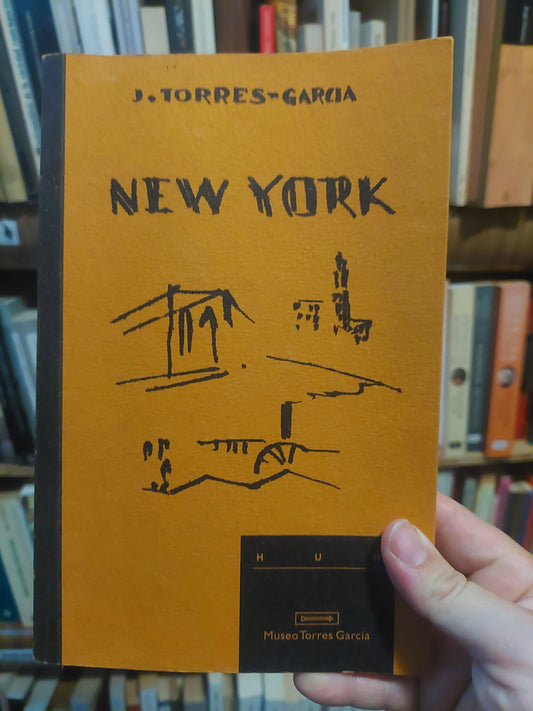 J. TORRES-GARCIA
NEW YORK
H U M
Museo Torres García